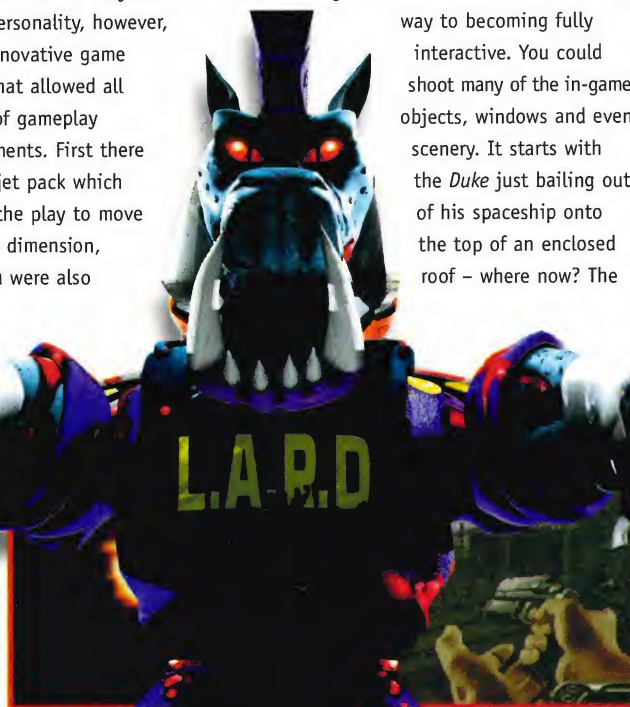 ersonality, however,
novative game
hat allowed all
of gameplay
ments. First there
jet pack which
the play to move
dimension,
u were also
way to becoming fully
interactive. You could
shoot many of the in-game
objects, windows and even
scenery. It starts with
the Duke just bailing out
of his spaceship onto
the top of an enclosed
roof – where now? The
L.A.R.D